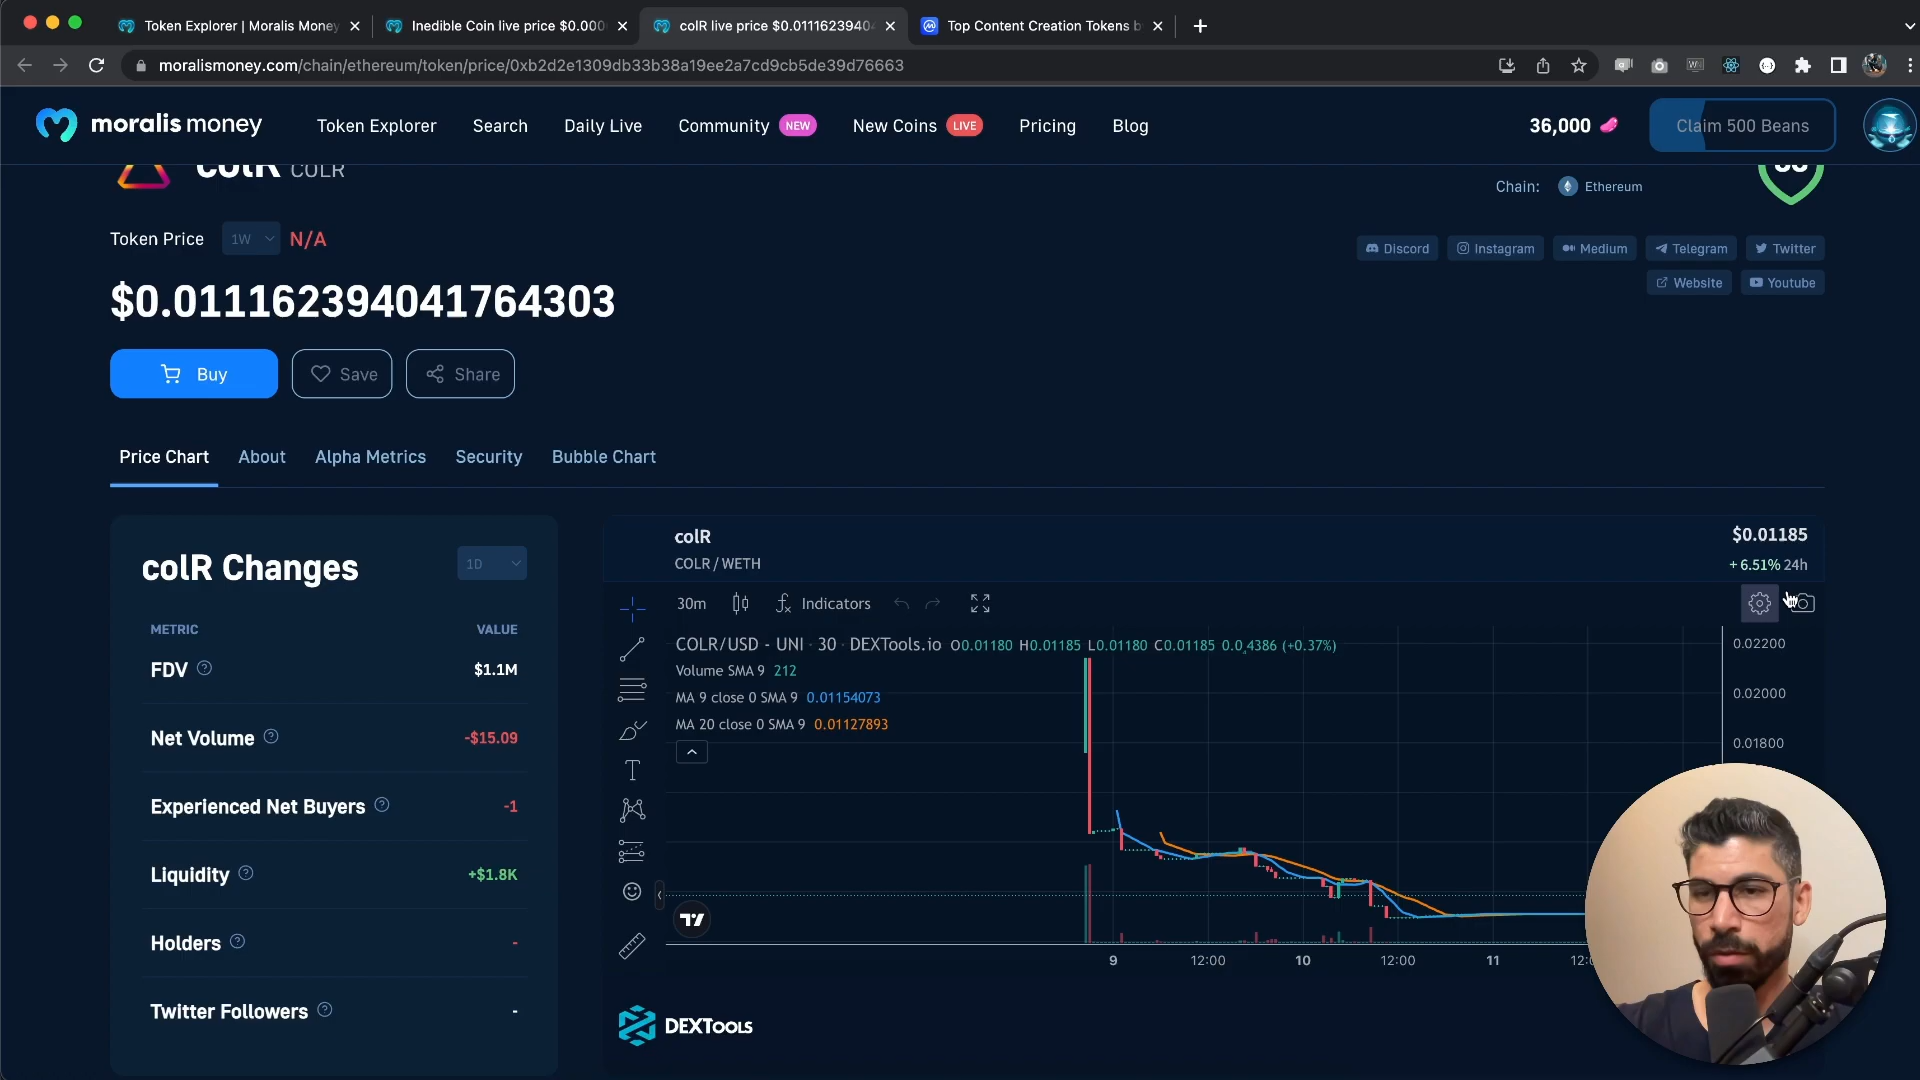 Token Explorer | Moralis Money
Inedible Coin live price $0.000
colR live price $0.0111623940
Top Content Creation Tokens b
moralismoney.com/chain/ethereum/token/price/0xb2d2e1309db33b38a19ee2a7cd9cb5de39d76663
moralis money
Token Explorer
Search
Daily Live
Community NEW
New Coins LIVE
Pricing
Blog
36,000
Claim 500 Beans
colR COLR
Chain: Ethereum
Token Price 1W N/A
Discord Instagram Medium Telegram Twitter
Website Youtube
$0.011162394041764303
Buy
Save
Share
Price Chart
About
Alpha Metrics
Security
Bubble Chart
colR Changes 1D
METRIC VALUE
FDV $1.1M
Net Volume -$15.09
Experienced Net Buyers -1
Liquidity +$1.8K
Holders -
Twitter Followers -
colR
COLR / WETH
$0.01185
+ 6.51% 24h
30m Indicators
COLR/USD - UNI · 30 · DEXTools.io O0.01180 H0.01185 L0.01180 C0.01185 0.0₄4386 (+0.37%)
Volume SMA 9 212
MA 9 close 0 SMA 9 0.01154073
MA 20 close 0 SMA 9 0.01127893
0.02200
0.02000
0.01800
9 12:00 10 12:00 11
DEXTools